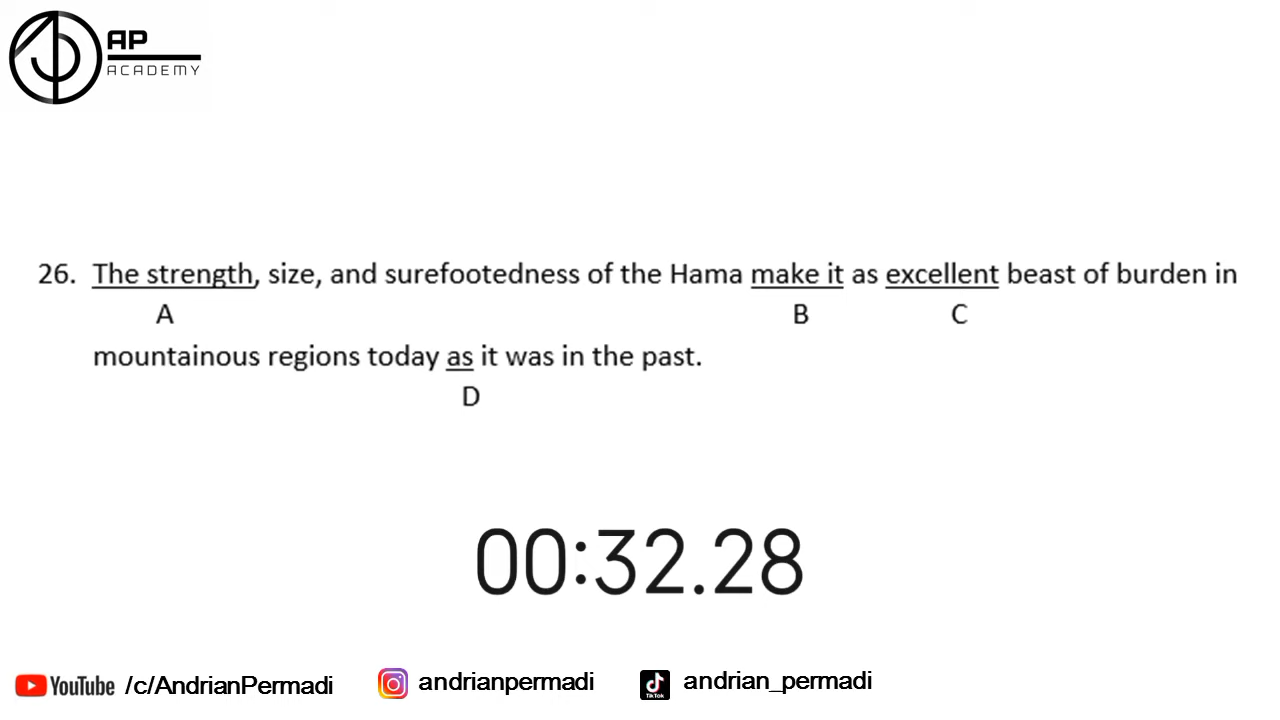 AP
ACADEMY
26. The strength, size, and surefootedness of the Hama make it as excellent beast of burden in
A B C
mountainous regions today as it was in the past.
D
00:32.28
YouTube /c/AndrianPermadi andrianpermadi TikTok andrian_permadi